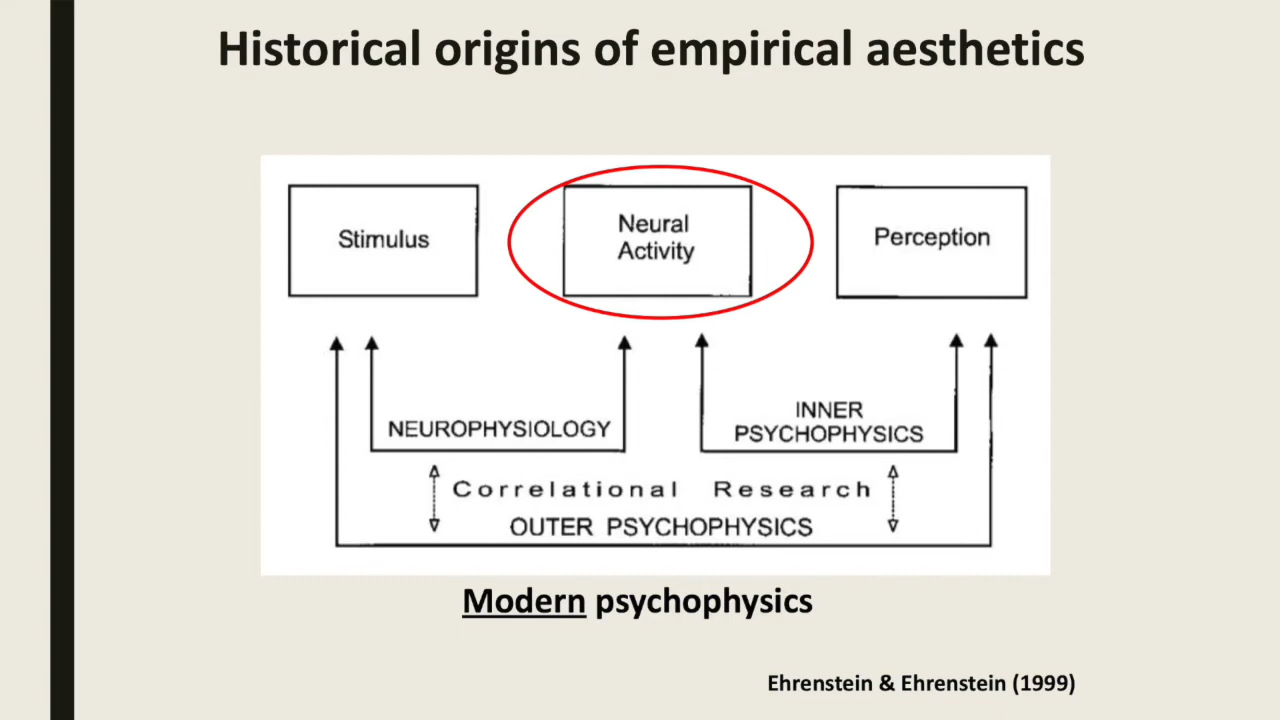 Historical origins of empirical aesthetics
Stimulus
Neural
Activity
Perception
NEUROPHYSIOLOGY
INNER
PSYCHOPHYSICS
Correlational Research
OUTER PSYCHOPHYSICS
Modern psychophysics
Ehrenstein & Ehrenstein (1999)